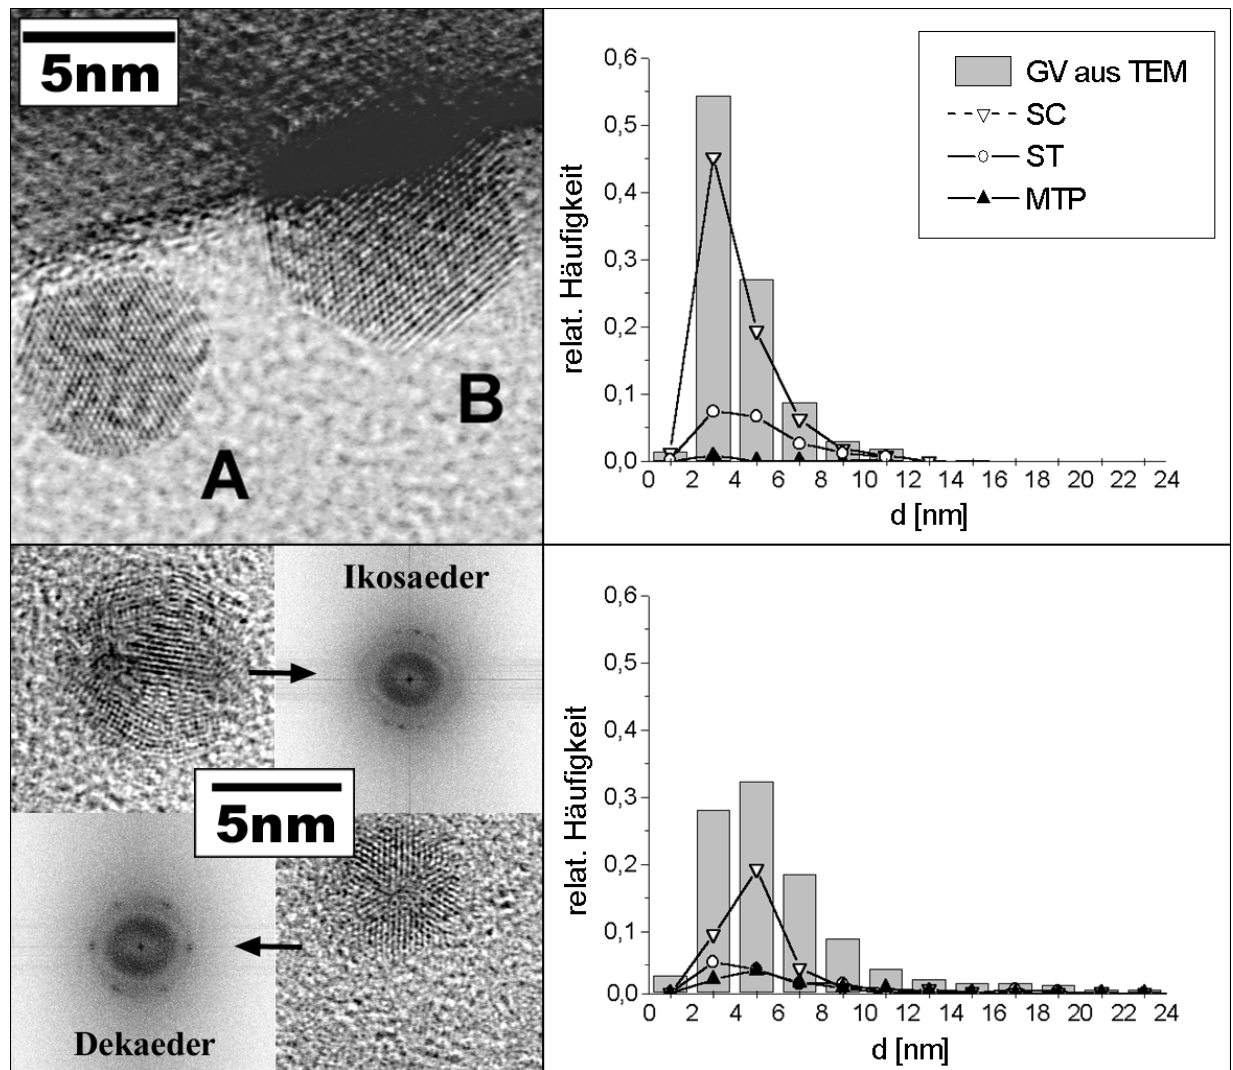 5nm
A
B
0,6
0,5
0,4
0,3
0,2
0,1
0,0
relat. Häufigkeit
0 2 4 6 8 10 12 14 16 18 20 22 24
d [nm]
GV aus TEM
SC
ST
MTP
Ikosaeder
5nm
Dekaeder
0,6
0,5
0,4
0,3
0,2
0,1
0,0
relat. Häufigkeit
0 2 4 6 8 10 12 14 16 18 20 22 24
d [nm]